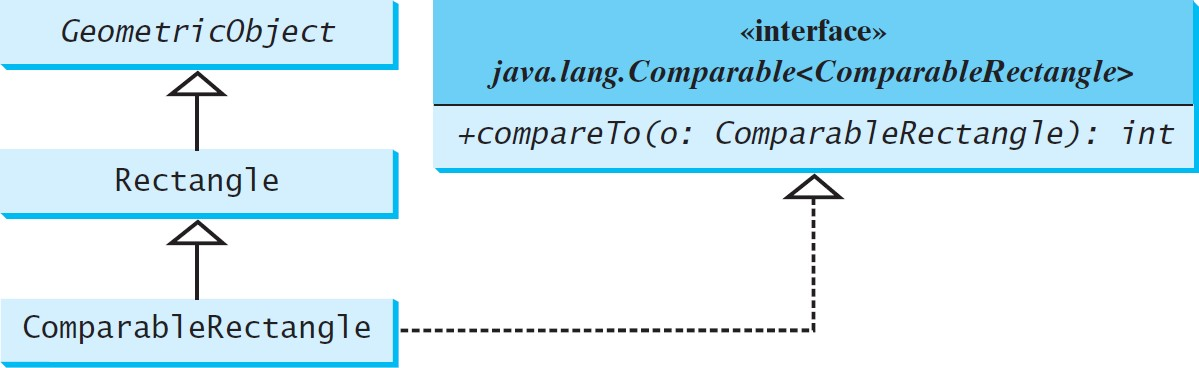 GeometricObject
«interface»
java.lang.Comparable<ComparableRectangle>
+compareTo(o: ComparableRectangle): int
Rectangle
ComparableRectangle